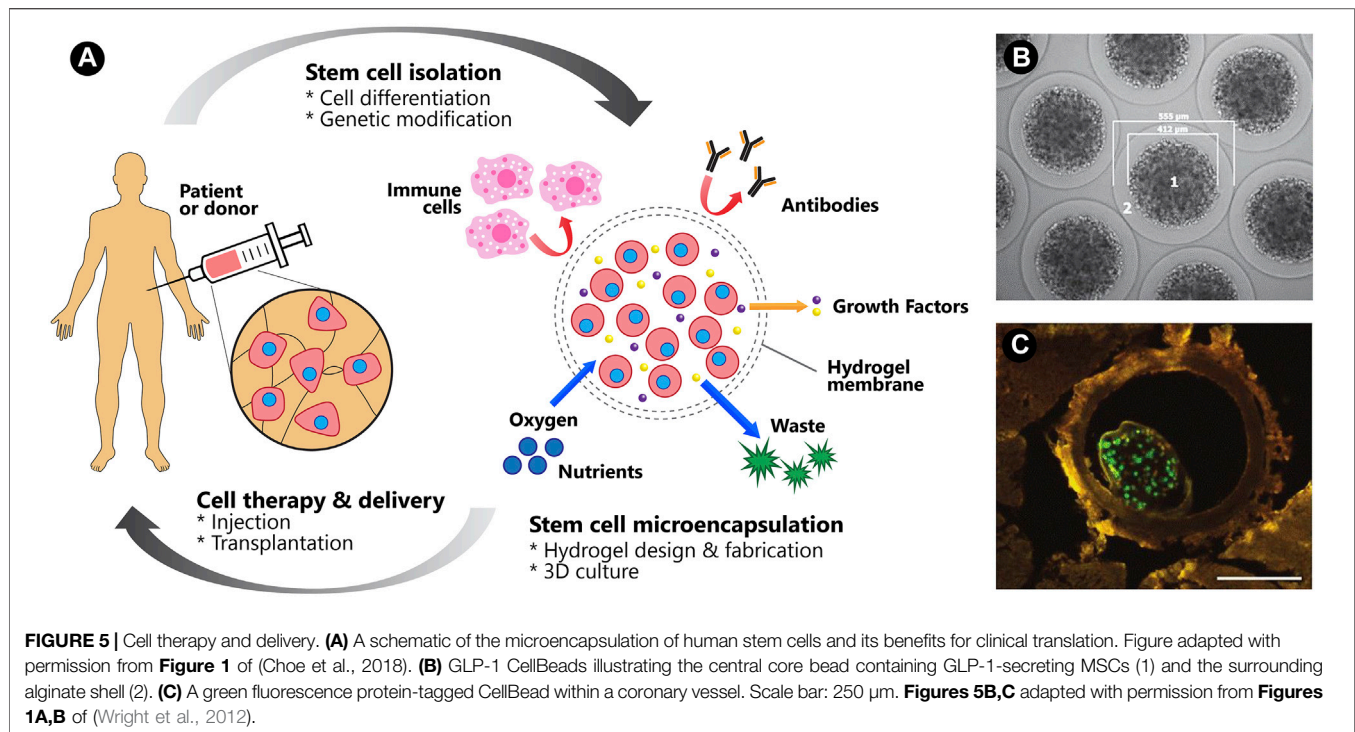 A
Stem cell isolation
* Cell differentiation
* Genetic modification
Patient
or donor
Immune
cells
Antibodies
Growth Factors
Hydrogel
membrane
Oxygen
Nutrients
Waste
Cell therapy & delivery
* Injection
* Transplantation
Stem cell microencapsulation
* Hydrogel design & fabrication
* 3D culture
B
555 µm
412 µm
1
2
C
FIGURE 5 | Cell therapy and delivery. (A) A schematic of the microencapsulation of human stem cells and its benefits for clinical translation. Figure adapted with
permission from Figure 1 of (Choe et al., 2018). (B) GLP-1 CellBeads illustrating the central core bead containing GLP-1-secreting MSCs (1) and the surrounding
alginate shell (2). (C) A green fluorescence protein-tagged CellBead within a coronary vessel. Scale bar: 250 µm. Figures 5B,C adapted with permission from Figures
1A,B of (Wright et al., 2012).